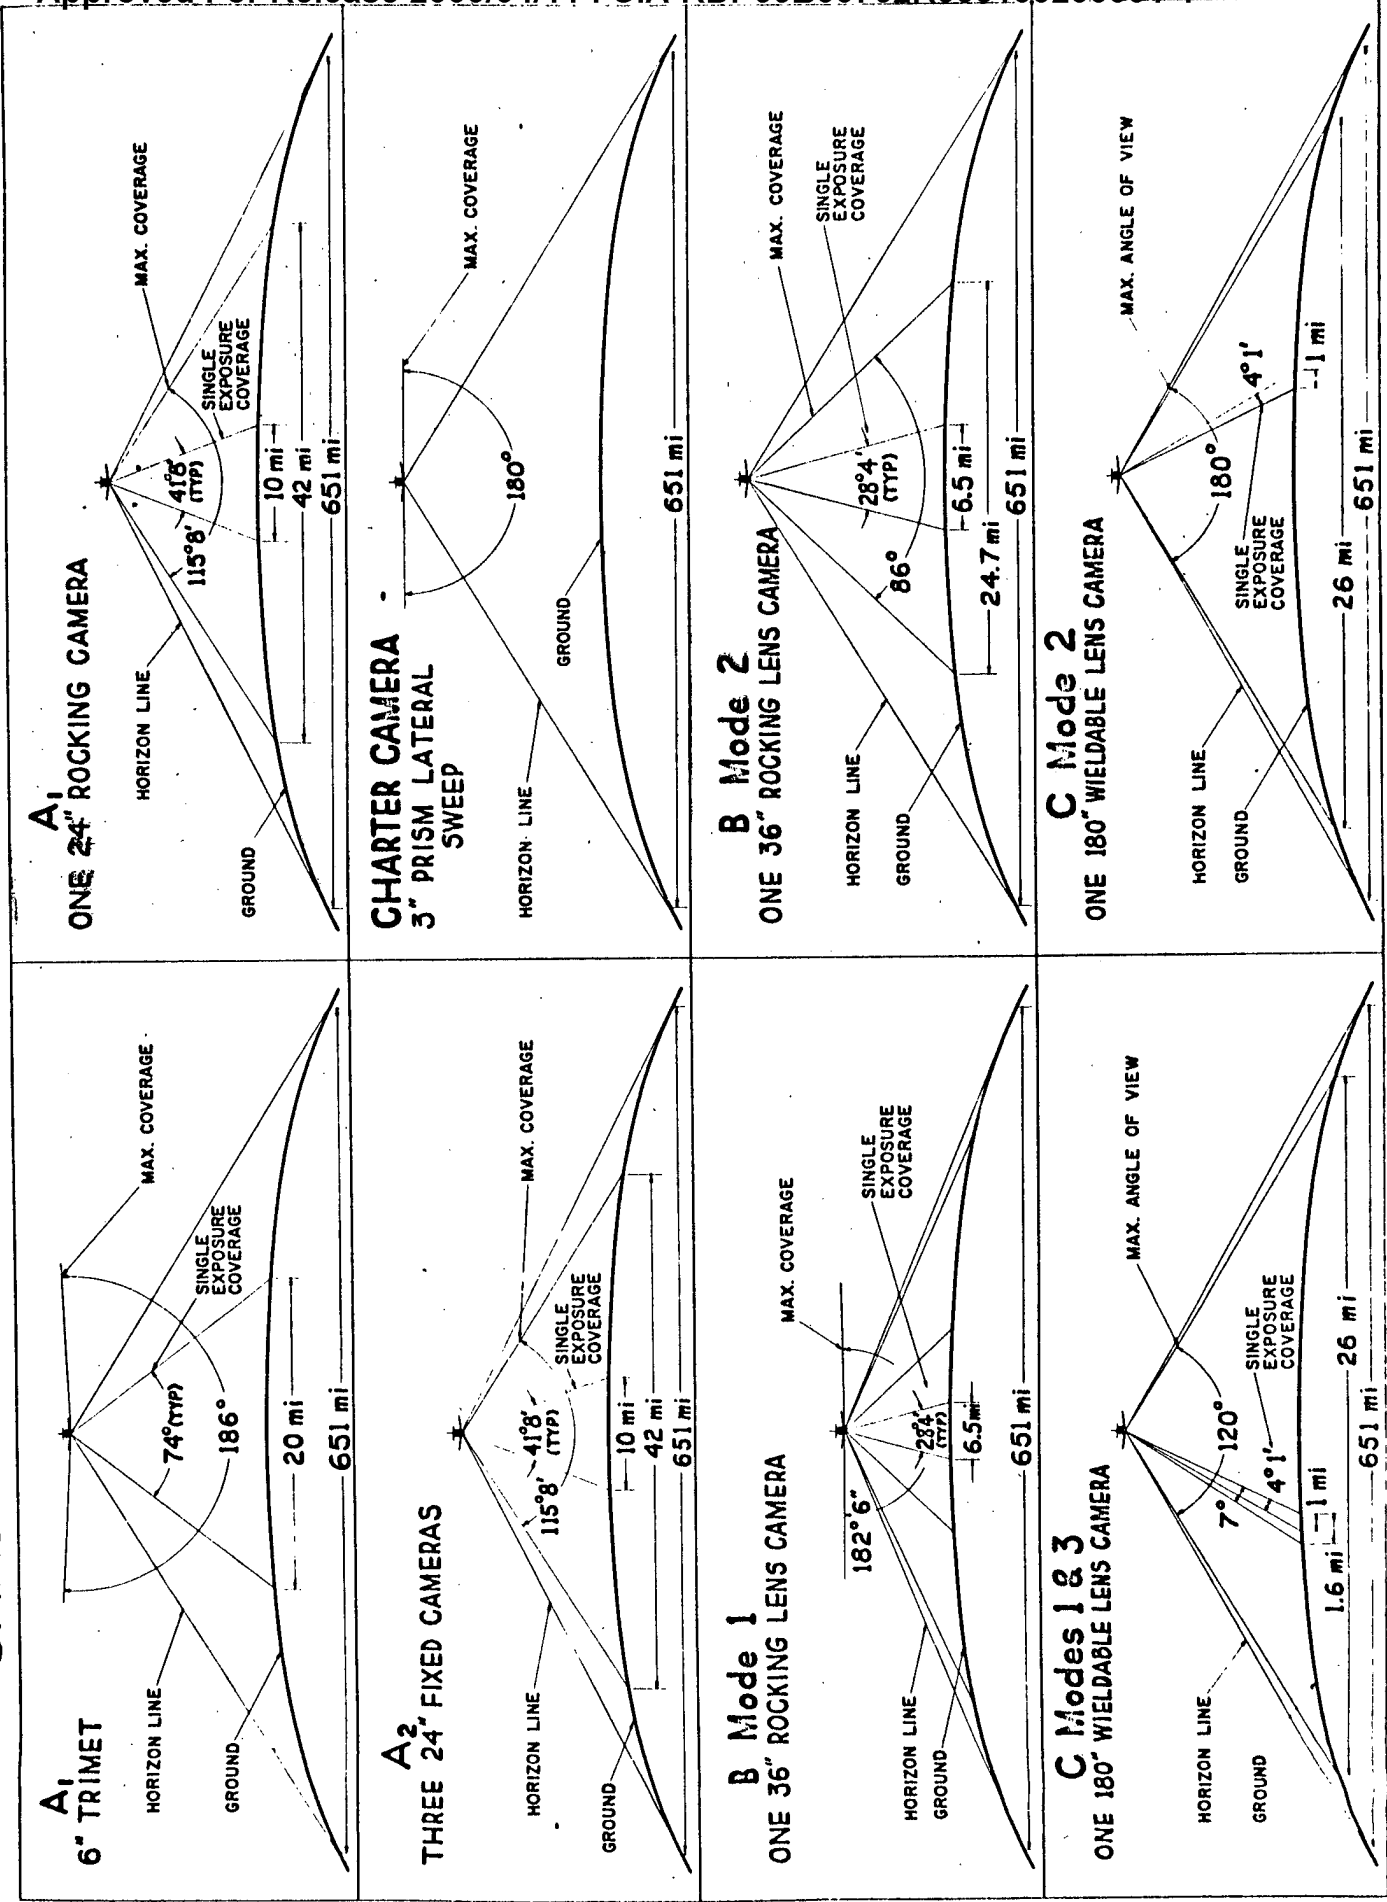 A1
6" TRIMET
MAX. COVERAGE
HORIZON LINE
GROUND
SINGLE
EXPOSURE
COVERAGE
74° (TYP)
186°
20 mi
651 mi
A1
ONE 24" ROCKING CAMERA
MAX. COVERAGE
HORIZON LINE
GROUND
SINGLE
EXPOSURE
COVERAGE
41°8'
(TYP)
115°8'
10 mi
42 mi
651 mi
A2
THREE 24" FIXED CAMERAS
MAX. COVERAGE
HORIZON LINE
GROUND
SINGLE
EXPOSURE
COVERAGE
41°8'
(TYP)
115°8'
10 mi
42 mi
651 mi
CHARTER CAMERA
3" PRISM LATERAL
SWEEP
MAX. COVERAGE
HORIZON LINE
GROUND
180°
651 mi
B Mode 1
ONE 36" ROCKING LENS CAMERA
MAX. COVERAGE
SINGLE
EXPOSURE
COVERAGE
HORIZON LINE
GROUND
182°6"
28°4'
(TYP)
6.5 mi
651 mi
B Mode 2
ONE 36" ROCKING LENS CAMERA
MAX. COVERAGE
SINGLE
EXPOSURE
COVERAGE
HORIZON LINE
GROUND
28°4'
(TYP)
86°
6.5 mi
24.7 mi
651 mi
C Modes 1 & 3
ONE 180" WIELDABLE LENS CAMERA
MAX. ANGLE OF VIEW
HORIZON LINE
GROUND
SINGLE
EXPOSURE
COVERAGE
120°
7°
4°1'
1 mi
1.6 mi
26 mi
651 mi
C Mode 2
ONE 180" WIELDABLE LENS CAMERA
MAX. ANGLE OF VIEW
HORIZON LINE
GROUND
SINGLE
EXPOSURE
COVERAGE
180°
4°1'
1 mi
26 mi
651 mi